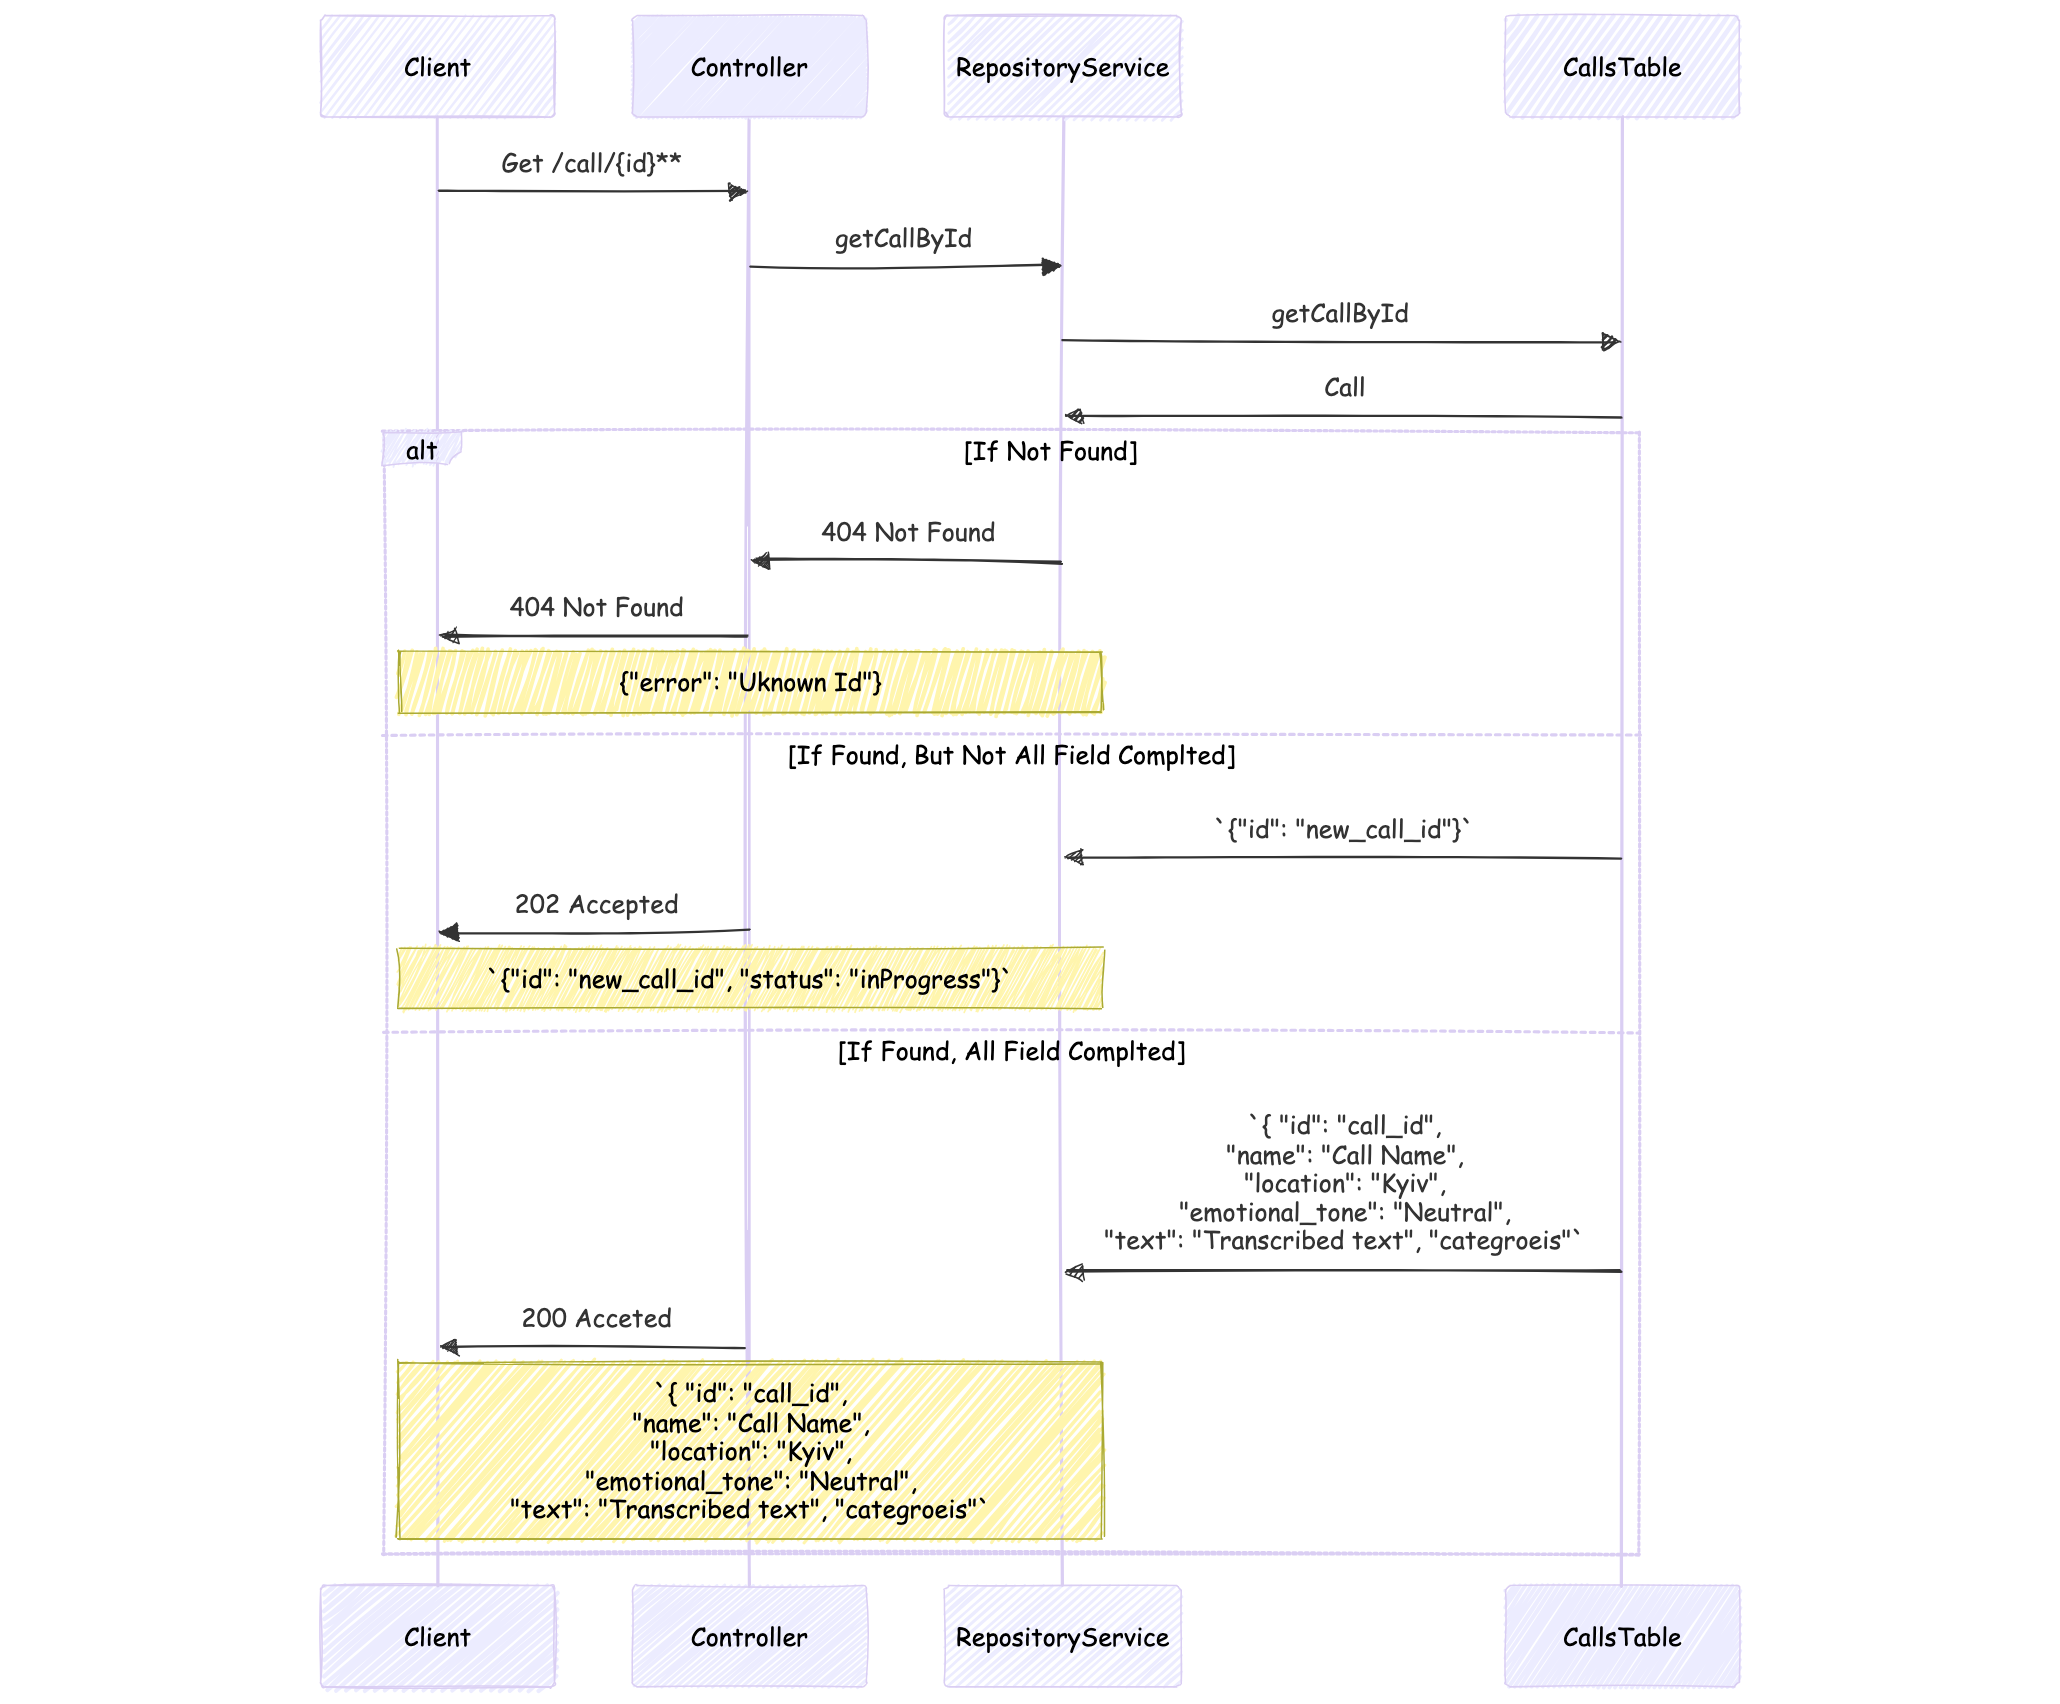 Client
Controller
RepositoryService
CallsTable
Get /call/{id}**
getCallById
getCallById
Call
alt
[If Not Found]
404 Not Found
404 Not Found
{"error": "Uknown Id"}
[If Found, But Not All Field Complted]
`{"id": "new_call_id"}`
202 Accepted
`{"id": "new_call_id", "status": "inProgress"}`
[If Found, All Field Complted]
`{ "id": "call_id",
"name": "Call Name",
"location": "Kyiv",
"emotional_tone": "Neutral",
"text": "Transcribed text", "categroeis"`
200 Acceted
`{ "id": "call_id",
"name": "Call Name",
"location": "Kyiv",
"emotional_tone": "Neutral",
"text": "Transcribed text", "categroeis"`
Client
Controller
RepositoryService
CallsTable